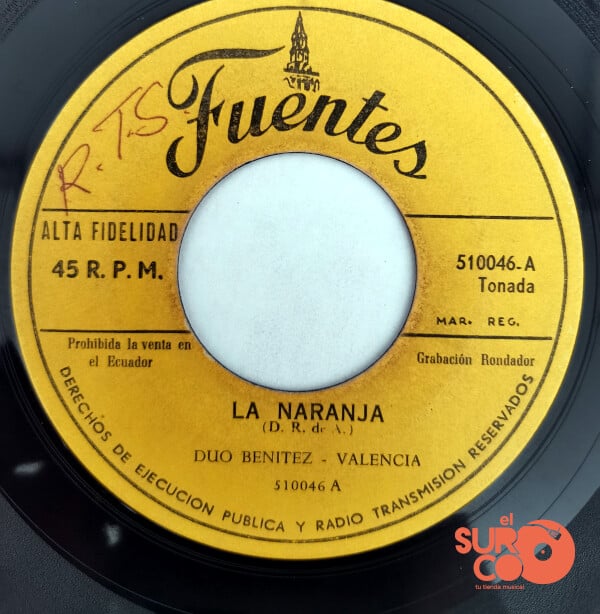 Fuentes
R.T.S.
ALTA FIDELIDAD
45 R. P. M.
510046-A
Tonada
MAR. REG.
Prohibida la venta en
el Ecuador
Grabación Rondador
LA NARANJA
(D. R. de A.)
DUO BENITEZ - VALENCIA
510046 A
DERECHOS DE EJECUCION PUBLICA Y RADIO TRANSMISION RESERVADOS
el
SURCO
tu tienda musical